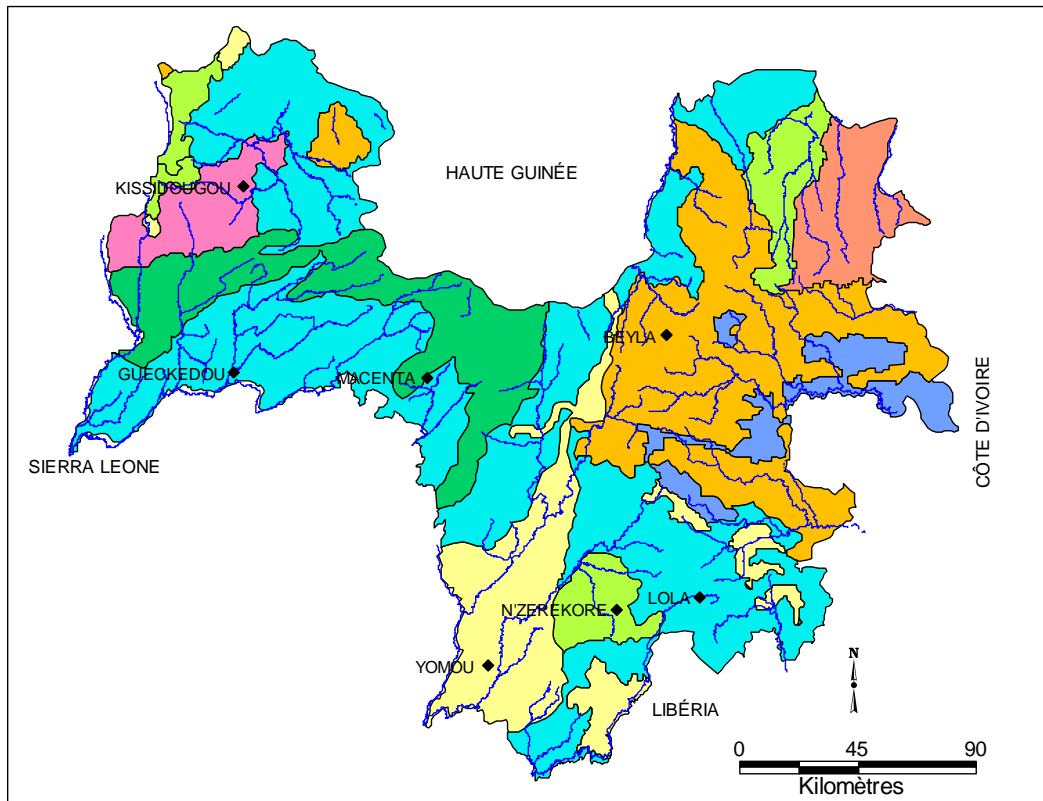 HAUTE GUINÉE
KISSIDOUGOU
BEYLA
GUECKEDOU
MACENTA
CÔTE D'IVOIRE
SIERRA LEONE
N'ZEREKORE
LOLA
YOMOU
N
LIBÉRIA
0 45 90
Kilomètres